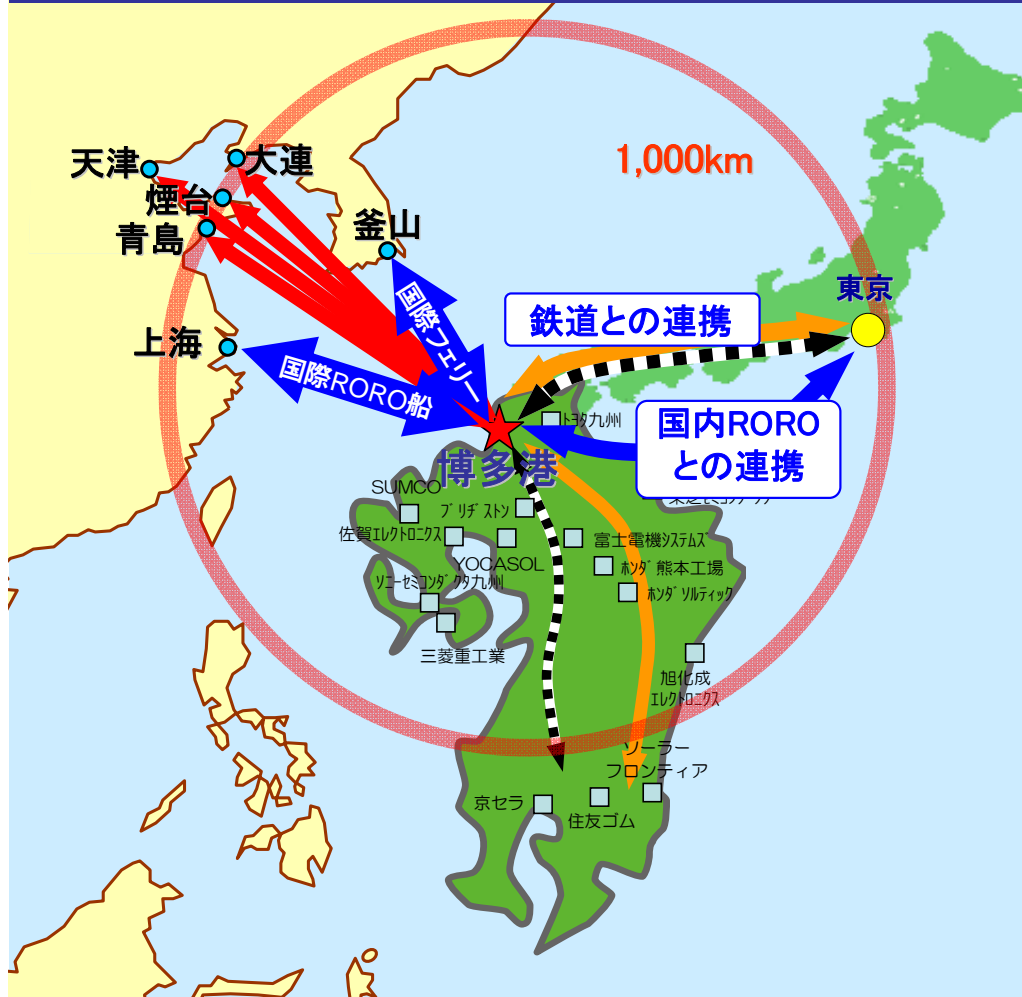 1,000km
天津
大連
煙台
青島
釜山
上海
東京
国際フェリー
国際RORO船
鉄道との連携
国内RORO
との連携
博多港
トヨタ九州
SUMCO
ブリヂストン
佐賀エレクトロニクス
YOCASOL
富士電機システムズ
ホンダ熊本工場
ホンダソルティック
ソニーセミコンダクタ九州
三菱重工業
旭化成
エレクトロニクス
ソーラー
フロンティア
京セラ
住友ゴム